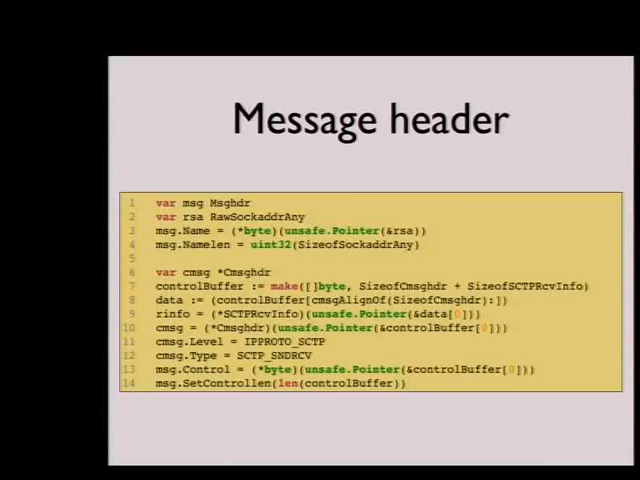 Message header
1 var msg Msghdr
2 var rsa RawSockaddrAny
3 msg.Name = (*byte)(unsafe.Pointer(&rsa))
4 msg.Namelen = uint32(SizeofSockaddrAny)
5
6 var cmsg *Cmsghdr
7 controlBuffer := make([]byte, SizeofCmsghdr + SizeofSCTPRcvInfo)
8 data := (controlBuffer[cmsgAlignOf(SizeofCmsghdr):])
9 rinfo = (*SCTPRcvInfo)(unsafe.Pointer(&data[0]))
10 cmsg = (*Cmsghdr)(unsafe.Pointer(&controlBuffer[0]))
11 cmsg.Level = IPPROTO_SCTP
12 cmsg.Type = SCTP_SNDRCV
13 msg.Control = (*byte)(unsafe.Pointer(&controlBuffer[0]))
14 msg.SetControllen(len(controlBuffer))